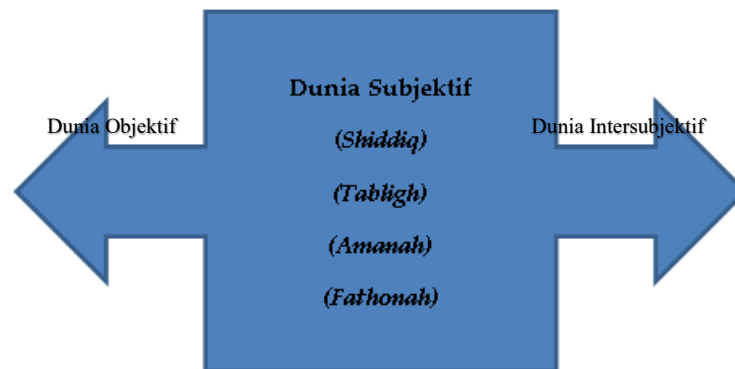 Dunia Subjektif
Dunia Objektif
Dunia Intersubjektif
(Shiddiq)
(Tabligh)
(Amanah)
(Fathonah)